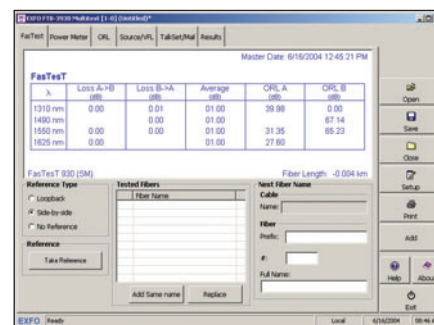 EXFO FTB-3930 Multitest [1-0] (Untitled)*
FasTest Power Meter ORL Source/VFL TalkSet/Mail Results
Master Date: 6/16/2004 12:45:21 PM
FasTesT
λ Loss A->B (dB) Loss B->A (dB) Average (dB) ORL A (dB) ORL B (dB)
1310 nm 0.00 0.01 01.00 39.98 0.00
1490 nm 0.00 01.00 67.14
1550 nm 0.00 0.00 01.00 31.35 65.23
1625 nm 01.00 27.60
FasTesT 930 (SM) Fiber Length: -0.004 km
Reference Type
Loopback
Side-by-side
No Reference
Reference
Take Reference
Tested Fibers
Fiber Name
Add Same name Replace
Next Fiber Name
Cable
Name:
Fiber
Prefix:
#:
Full Name:
Open
Save
Close
Setup
Print
Add
Help About
Exit
EXFO Ready Local 6/16/2004 08:46 A